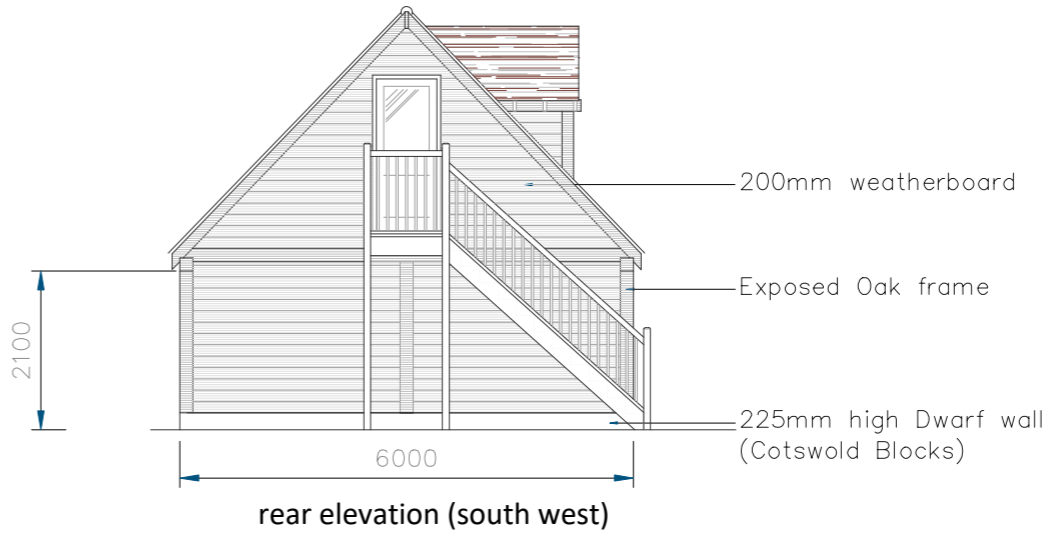 200mm weatherboard
Exposed Oak frame
2100
225mm high Dwarf wall
(Cotswold Blocks)
6000
rear elevation (south west)